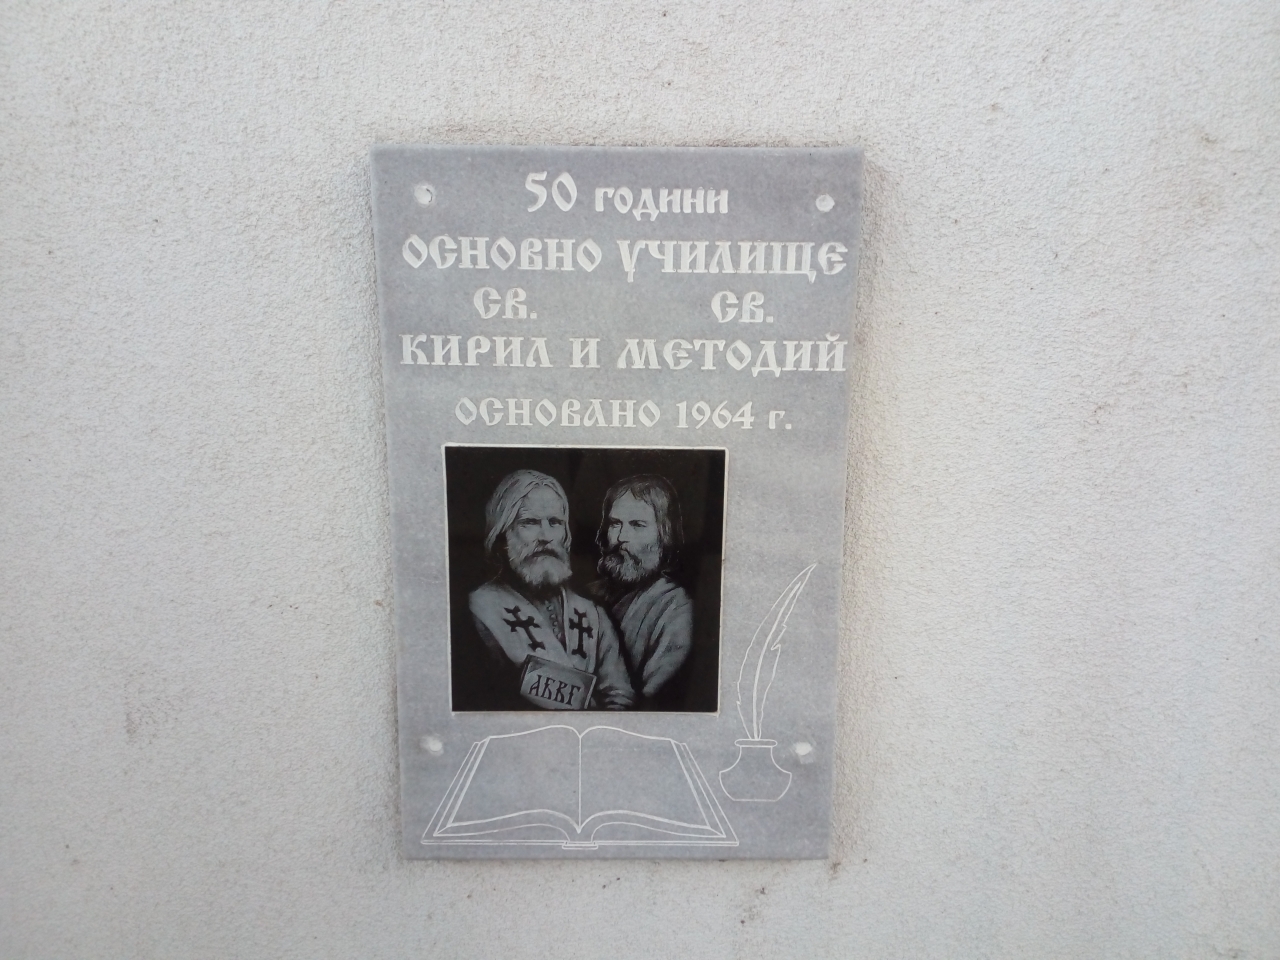 50 години
ОСНОВНО УЧИЛИЩЕ
СВ. СВ.
КИРИЛ И МЕТОДИЙ
ОСНОВАНО 1964 г.
АБВГ